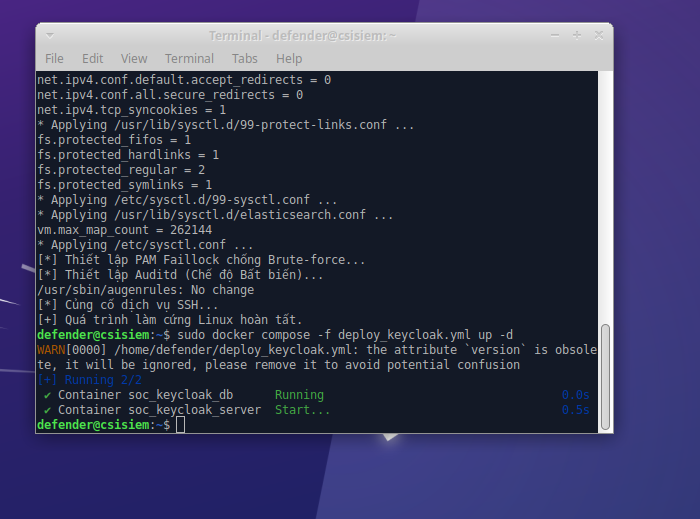 Terminal - defender@csisiem: ~
File Edit View Terminal Tabs Help
net.ipv4.conf.default.accept_redirects = 0
net.ipv4.conf.all.secure_redirects = 0
net.ipv4.tcp_syncookies = 1
* Applying /usr/lib/sysctl.d/99-protect-links.conf ...
fs.protected_fifos = 1
fs.protected_hardlinks = 1
fs.protected_regular = 2
fs.protected_symlinks = 1
* Applying /etc/sysctl.d/99-sysctl.conf ...
* Applying /usr/lib/sysctl.d/elasticsearch.conf ...
vm.max_map_count = 262144
* Applying /etc/sysctl.conf ...
[*] Thiết lập PAM Faillock chống Brute-force...
[*] Thiết lập Auditd (Chế độ Bất biến)...
/usr/sbin/augenrules: No change
[*] Củng cố dịch vụ SSH...
[+] Quá trình làm cứng Linux hoàn tất.
defender@csisiem:~$ sudo docker compose -f deploy_keycloak.yml up -d
WARN[0000] /home/defender/deploy_keycloak.yml: the attribute `version` is obsole
te, it will be ignored, please remove it to avoid potential confusion
[+] Running 2/2
✔ Container soc_keycloak_db Running 0.0s
✔ Container soc_keycloak_server Start... 0.5s
defender@csisiem:~$